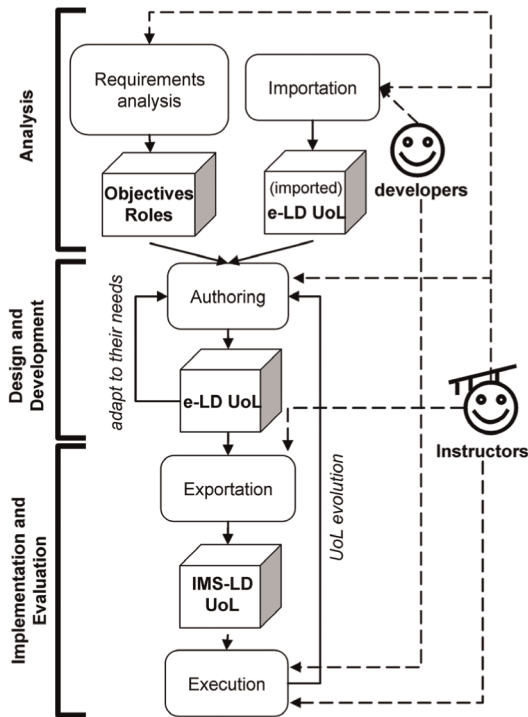 Analysis
Requirements
analysis
Importation
Objectives
Roles
(imported)
e-LD UoL
developers
Design and
Development
Authoring
adapt to their needs
e-LD UoL
Instructors
Implementation and
Evaluation
Exportation
UoL evolution
IMS-LD
UoL
Execution